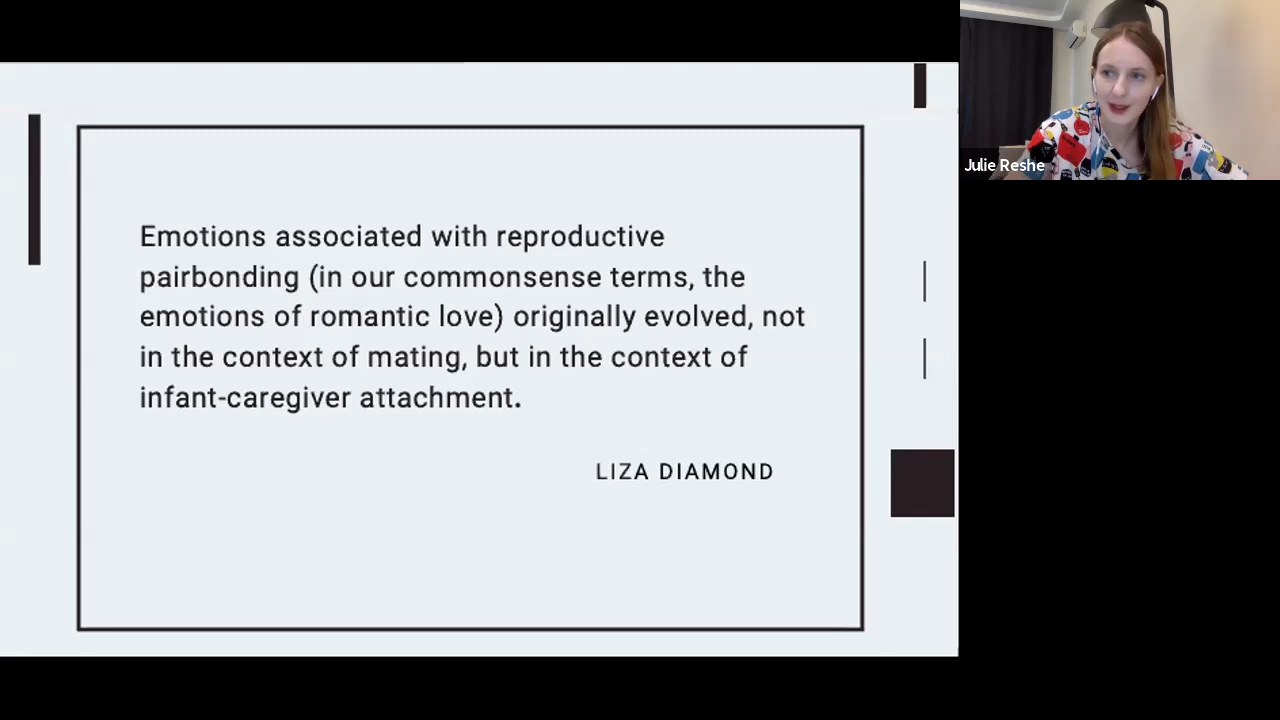 Emotions associated with reproductive
pairbonding (in our commonsense terms, the
emotions of romantic love) originally evolved, not
in the context of mating, but in the context of
infant-caregiver attachment.
LIZA DIAMOND
Julie Reshe